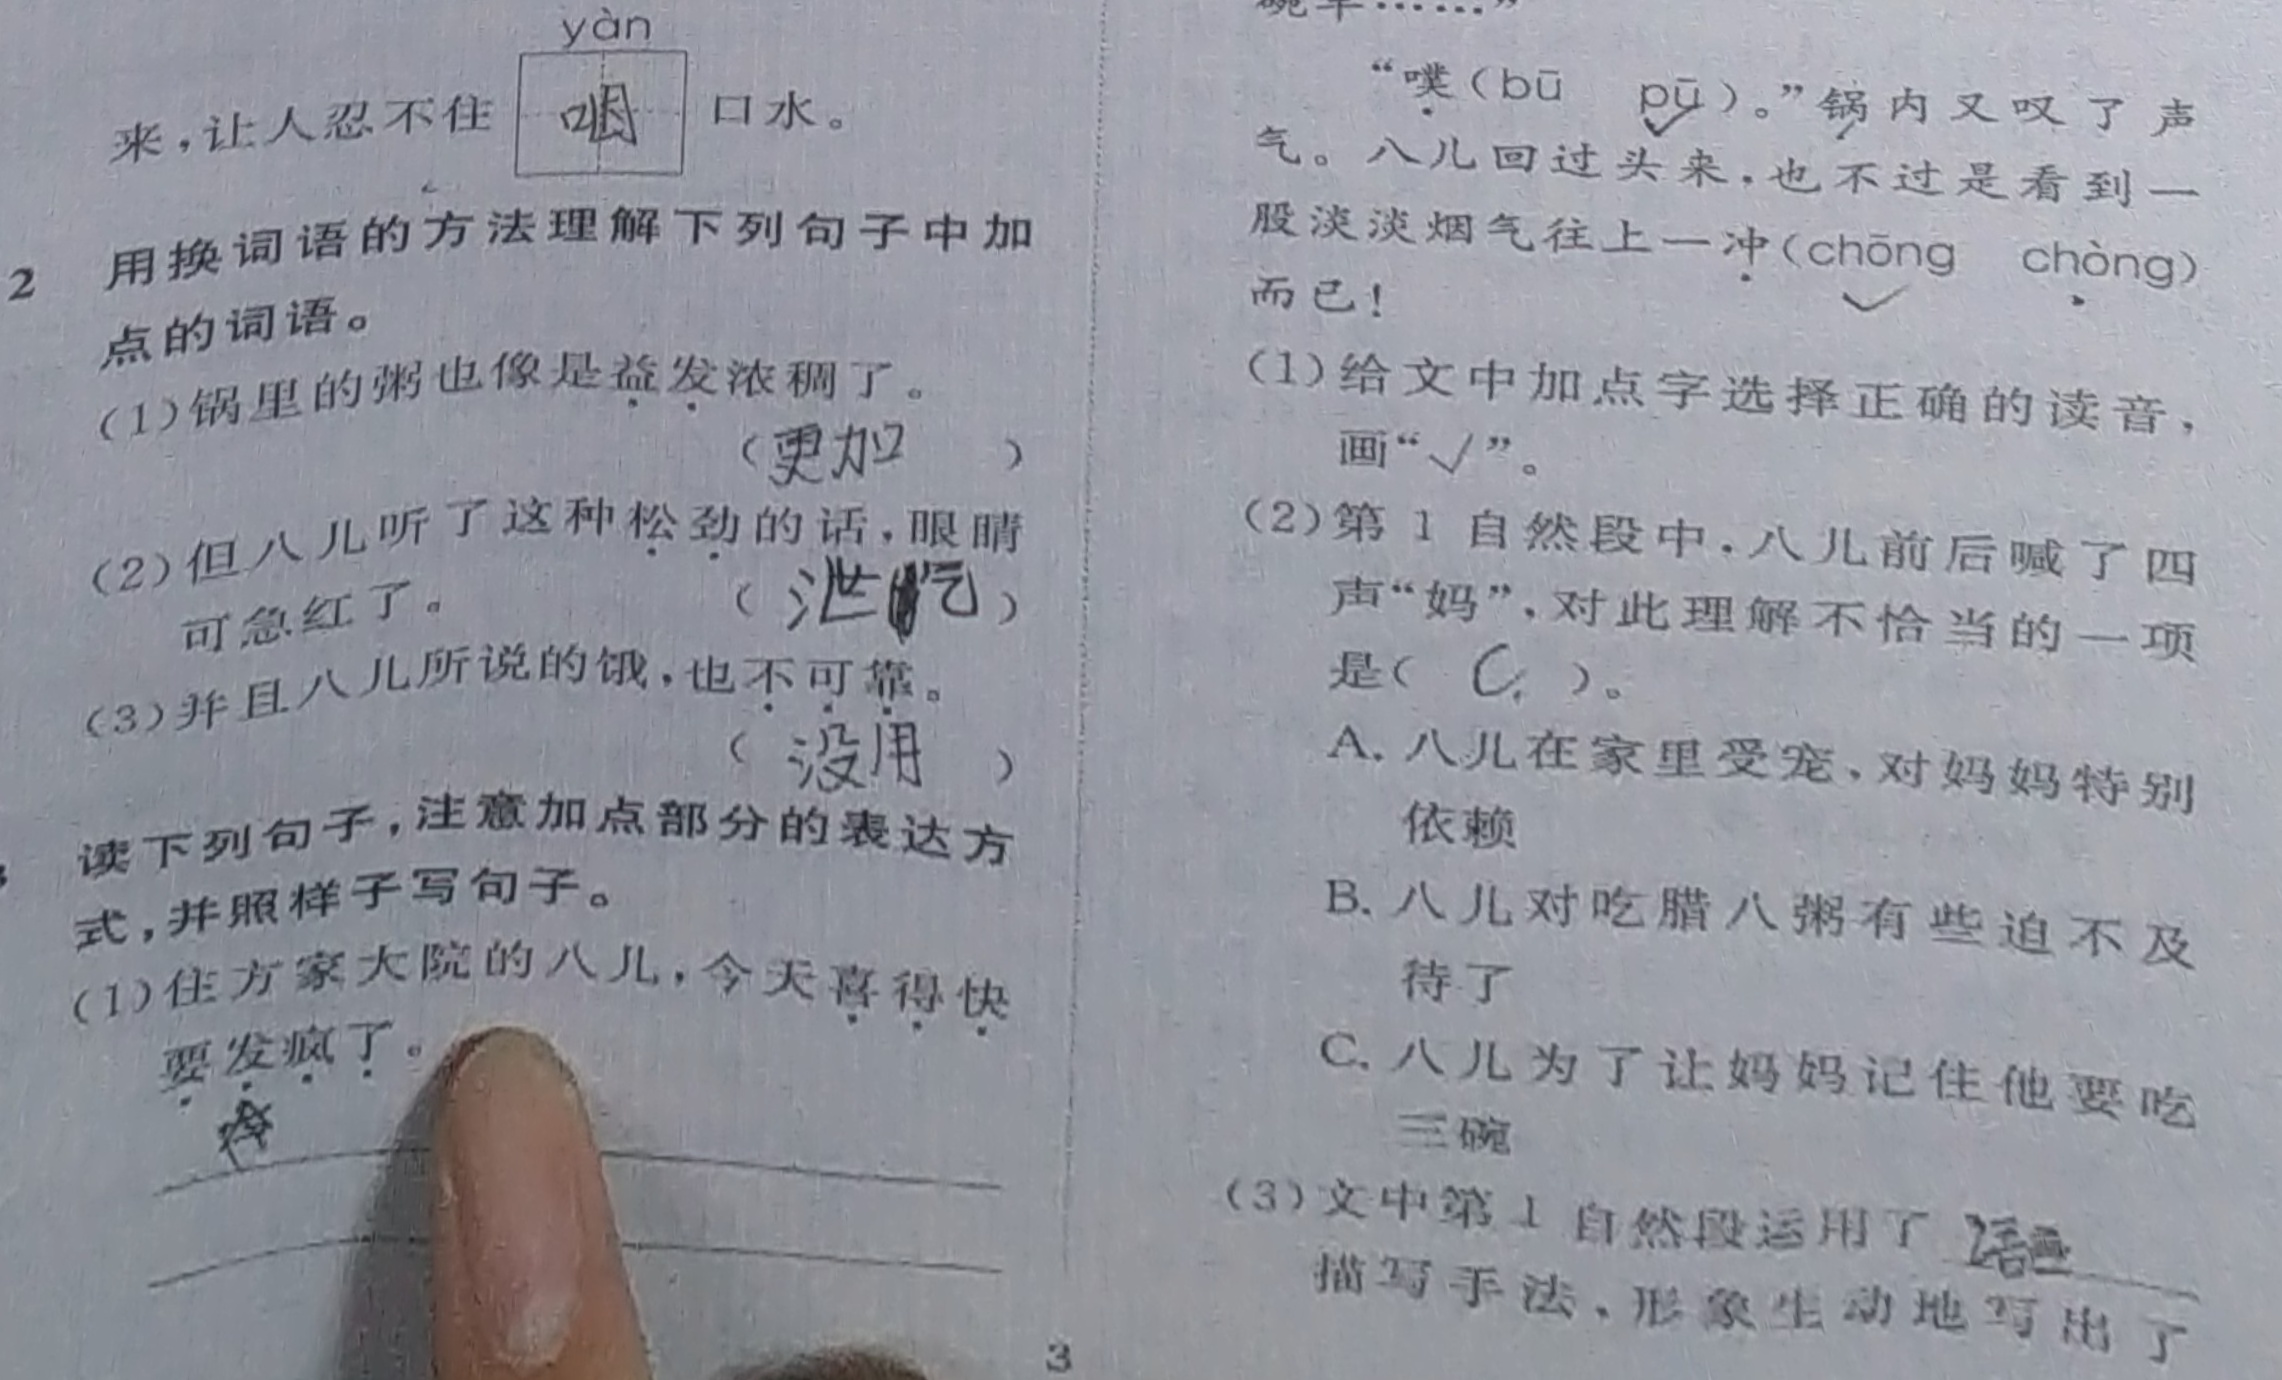 yàn
来，让人忍不住 咽 口水。
2 用换词语的方法理解下列句子中加
点的词语。
(1)锅里的粥也像是益发浓稠了。
(更加)
(2)但八儿听了这种松劲的话，眼睛
可急红了。
(泄气)
(3)并且八儿所说的饿，也不可靠。
(没用)
读下列句子，注意加点部分的表达方
式，并照样子写句子。
(1)住方家大院的八儿，今天喜得快
要发疯了。
3
碗半……”
“噗(bū pū)。”锅内又叹了声
气。八儿回过头来，也不过是看到一
股淡淡烟气往上一冲(chōng chòng)
而已！
(1)给文中加点字选择正确的读音，
画“✓”。
(2)第1自然段中，八儿前后喊了四
声“妈”，对此理解不恰当的一项
是( C )。
A. 八儿在家里受宠，对妈妈特别
依赖
B. 八儿对吃腊八粥有些迫不及
待了
C. 八儿为了让妈妈记住他要吃
三碗
(3)文中第1自然段运用了 语
描写手法，形象生动地写出了